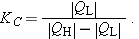 K_C = |Q_L| / (|Q_H| − |Q_L|) .